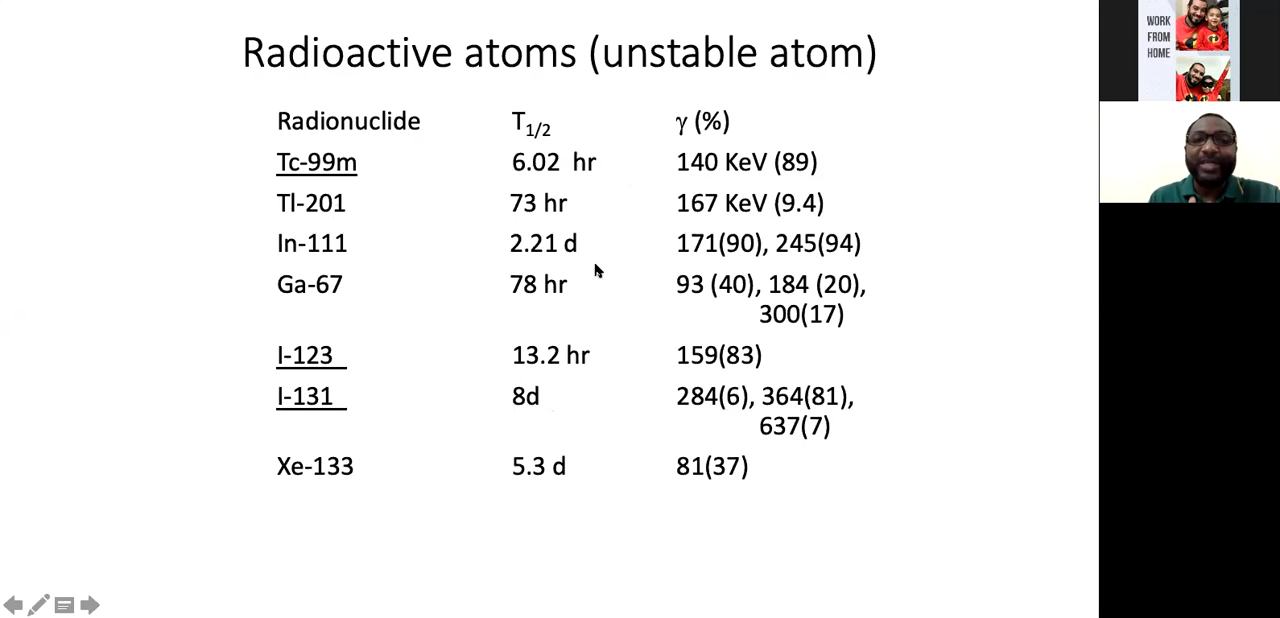 Radioactive atoms (unstable atom)
Radionuclide T1/2 γ (%)
Tc-99m 6.02 hr 140 KeV (89)
Tl-201 73 hr 167 KeV (9.4)
In-111 2.21 d 171(90), 245(94)
Ga-67 78 hr 93 (40), 184 (20),
300(17)
I-123 13.2 hr 159(83)
I-131 8d 284(6), 364(81),
637(7)
Xe-133 5.3 d 81(37)
WORK
FROM
HOME